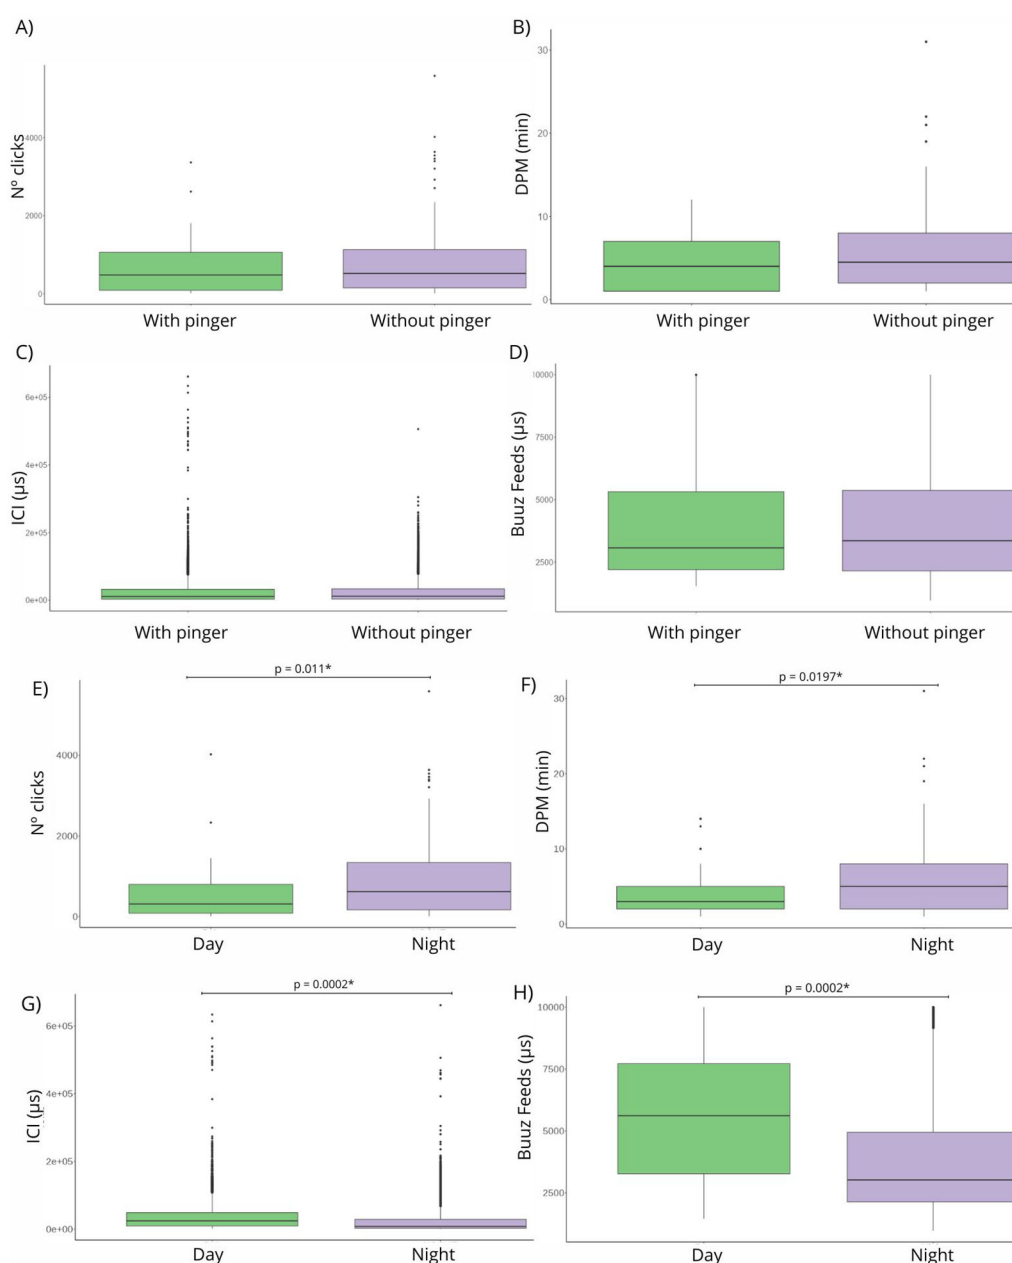 A)
B)
Nº clicks
4000
2000
0
With pinger
Without pinger
DPM (min)
30
20
10
0
With pinger
Without pinger
C)
D)
ICI (µs)
6e+05
4e+05
2e+05
0e+00
With pinger
Without pinger
Buuz Feeds (µs)
10000
7500
5000
2500
With pinger
Without pinger
E)
p = 0.011*
F)
p = 0.0197*
Nº clicks
4000
2000
0
Day
Night
DPM (min)
30
20
10
0
Day
Night
G)
p = 0.0002*
H)
p = 0.0002*
ICI (µs)
6e+05
4e+05
2e+05
0e+00
Day
Night
Buuz Feeds (µs)
10000
7500
5000
2500
Day
Night